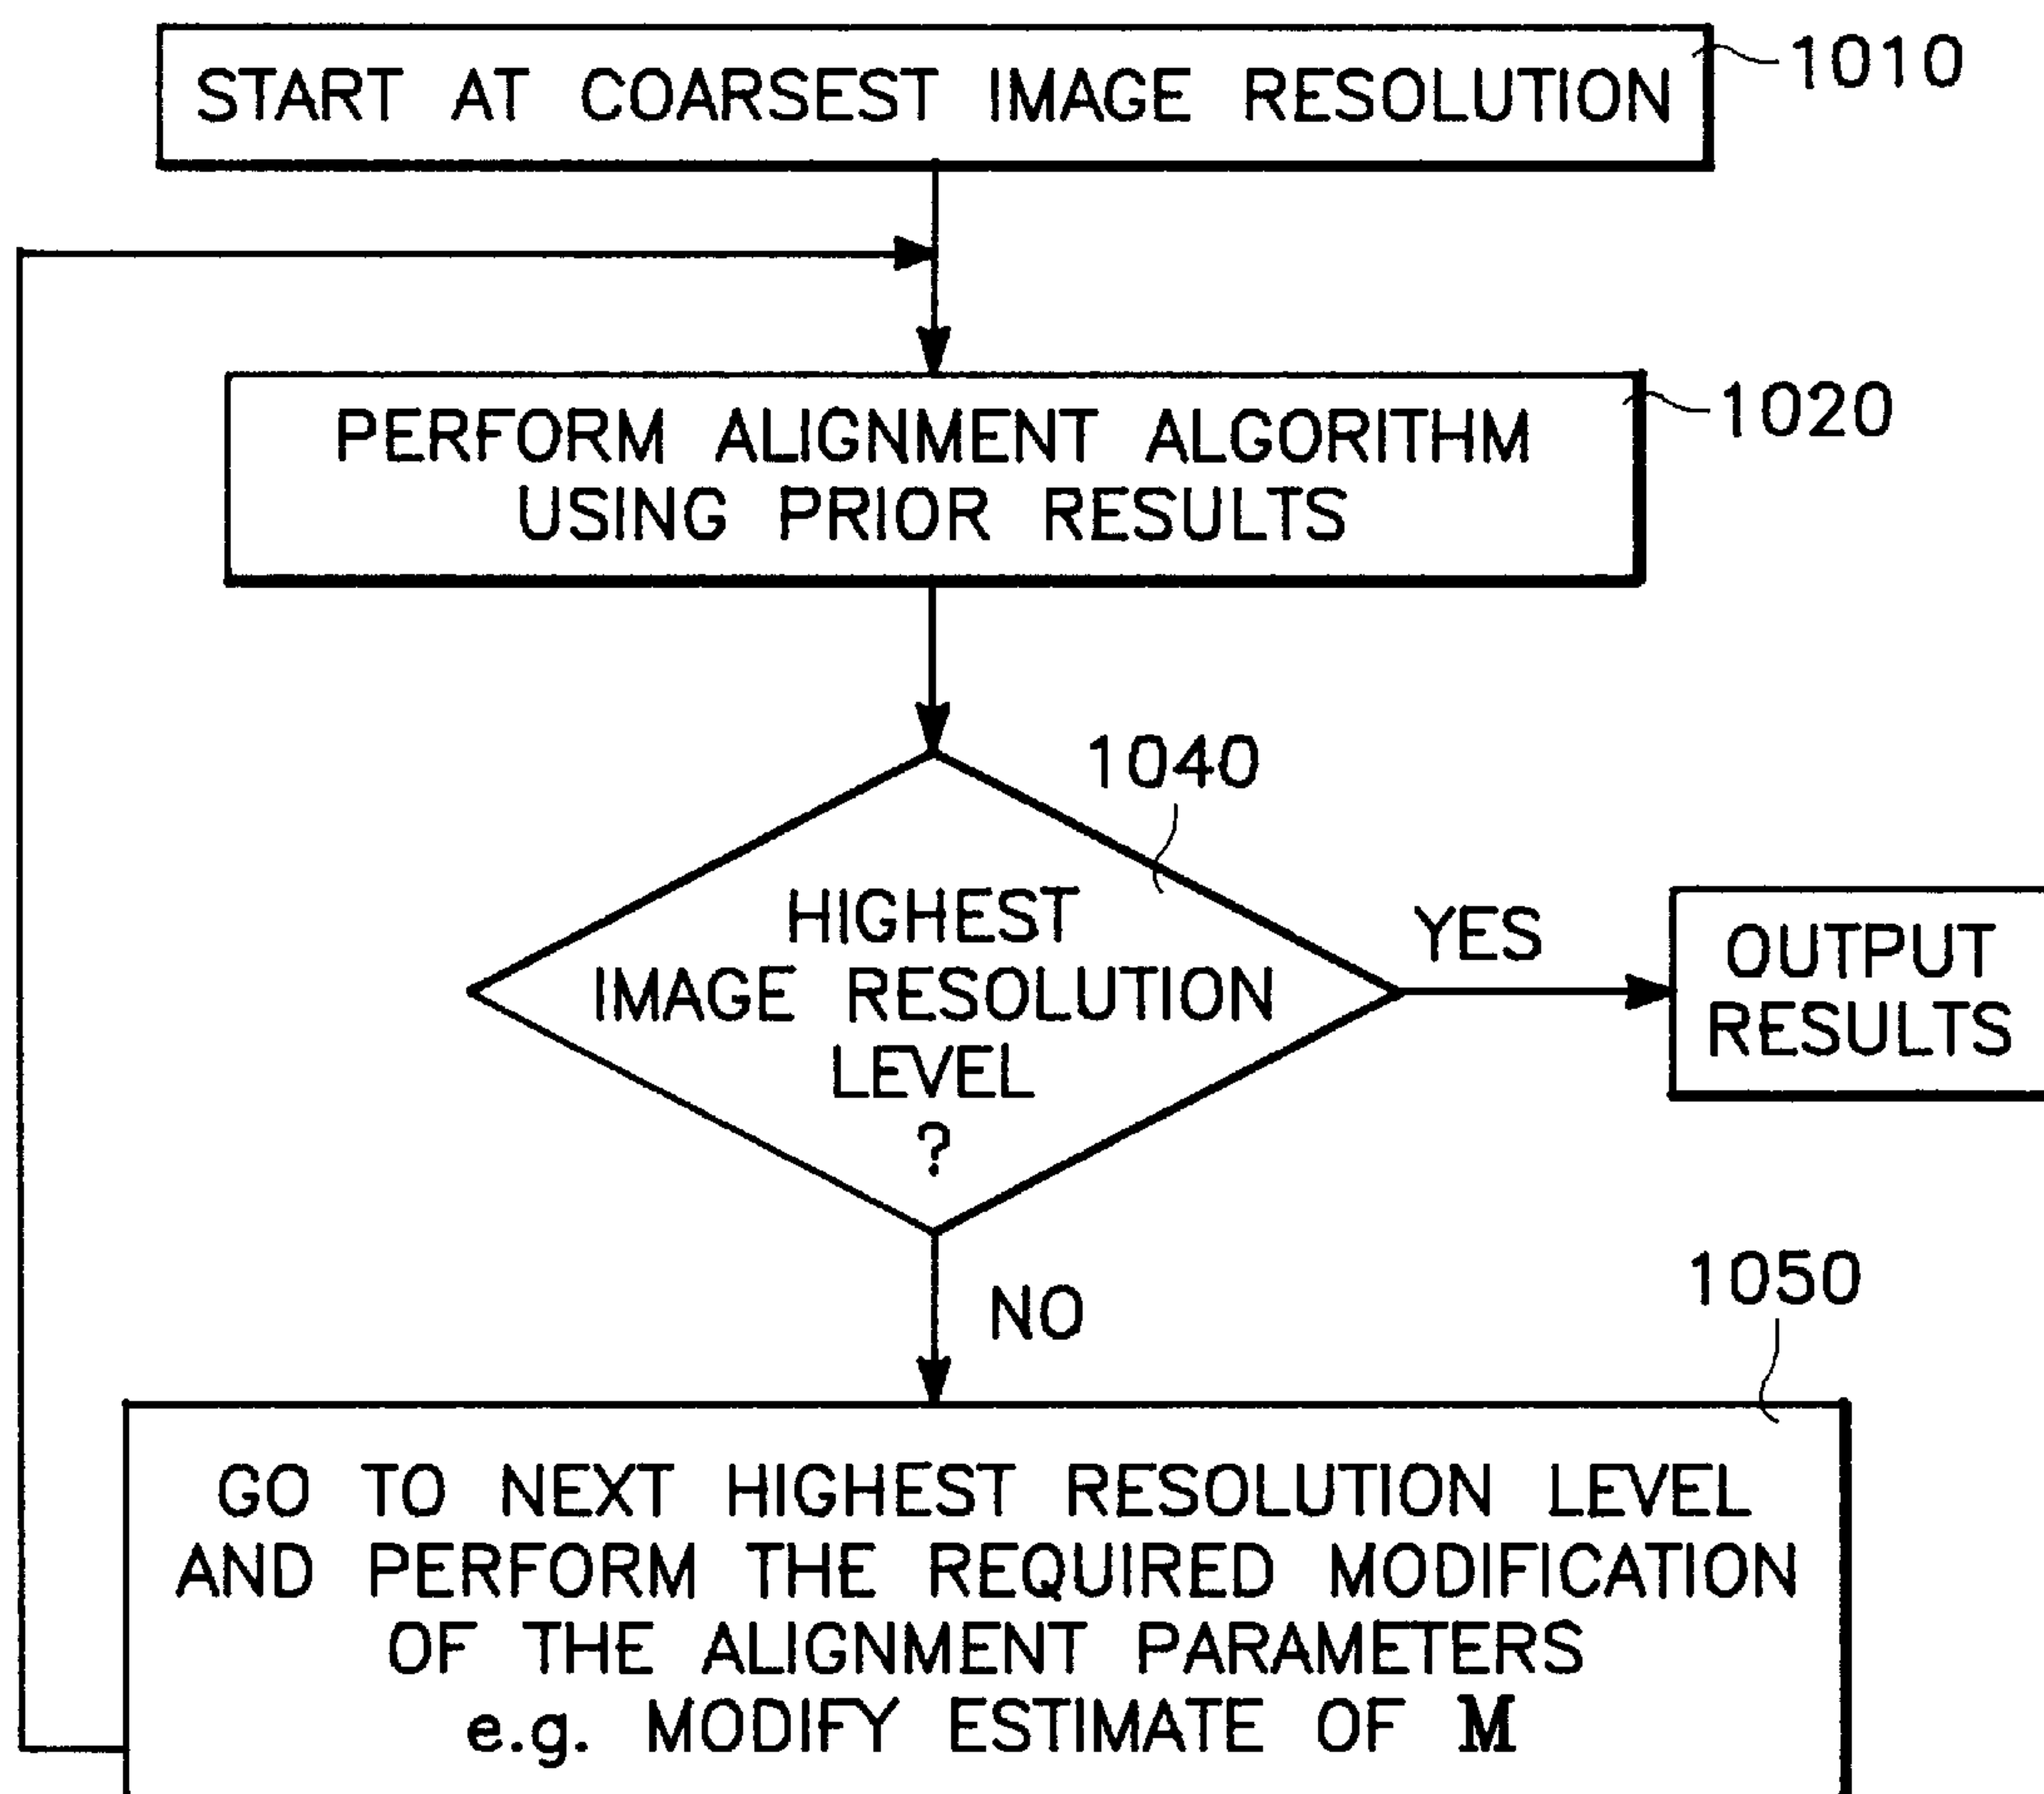 START AT COARSEST IMAGE RESOLUTION
1010
PERFORM ALIGNMENT ALGORITHM
USING PRIOR RESULTS
1020
1040
HIGHEST
IMAGE RESOLUTION
LEVEL
?
YES
OUTPUT
RESULTS
NO
1050
GO TO NEXT HIGHEST RESOLUTION LEVEL
AND PERFORM THE REQUIRED MODIFICATION
OF THE ALIGNMENT PARAMETERS
e.g. MODIFY ESTIMATE OF M